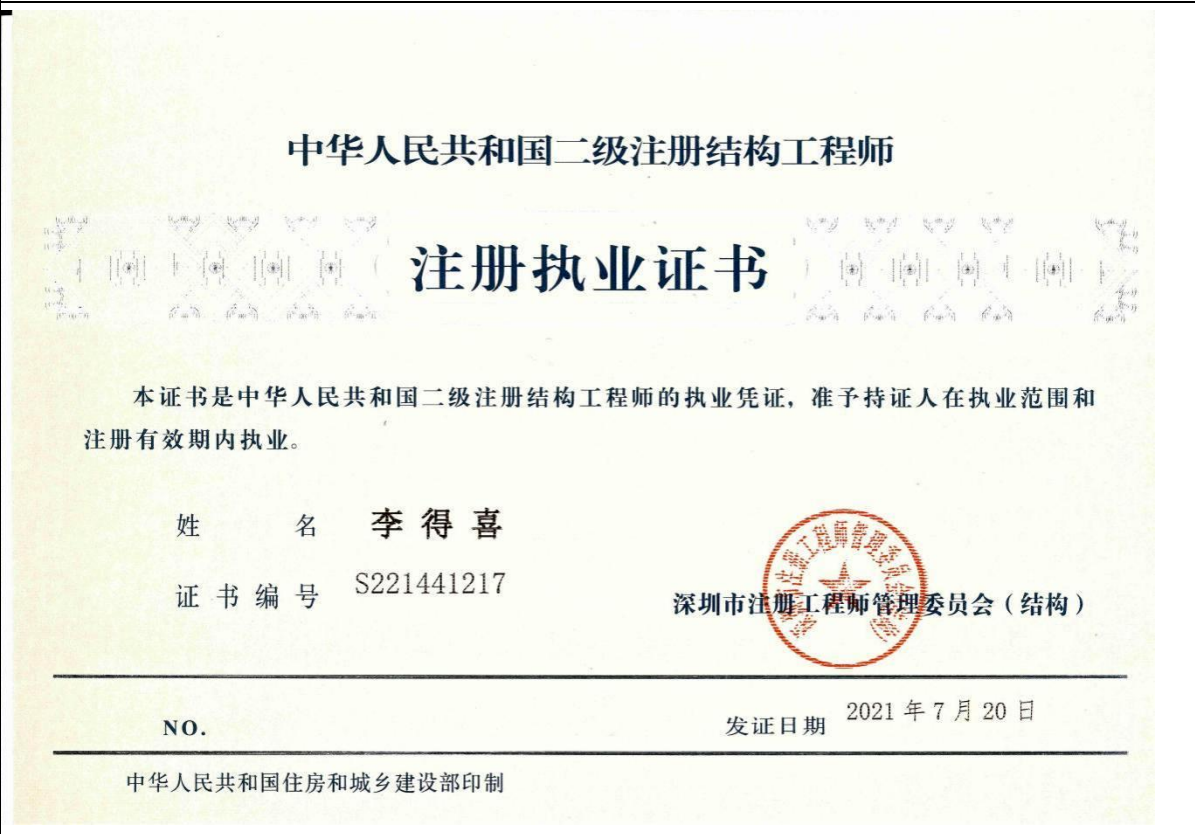 中华人民共和国二级注册结构工程师
注册执业证书
本证书是中华人民共和国二级注册结构工程师的执业凭证，准予持证人在执业范围和
注册有效期内执业。
姓 名 李得喜
证书编号 S221441217
深圳市注册工程师管理委员会（结构）
NO.
发证日期 2021年7月20日
中华人民共和国住房和城乡建设部印制